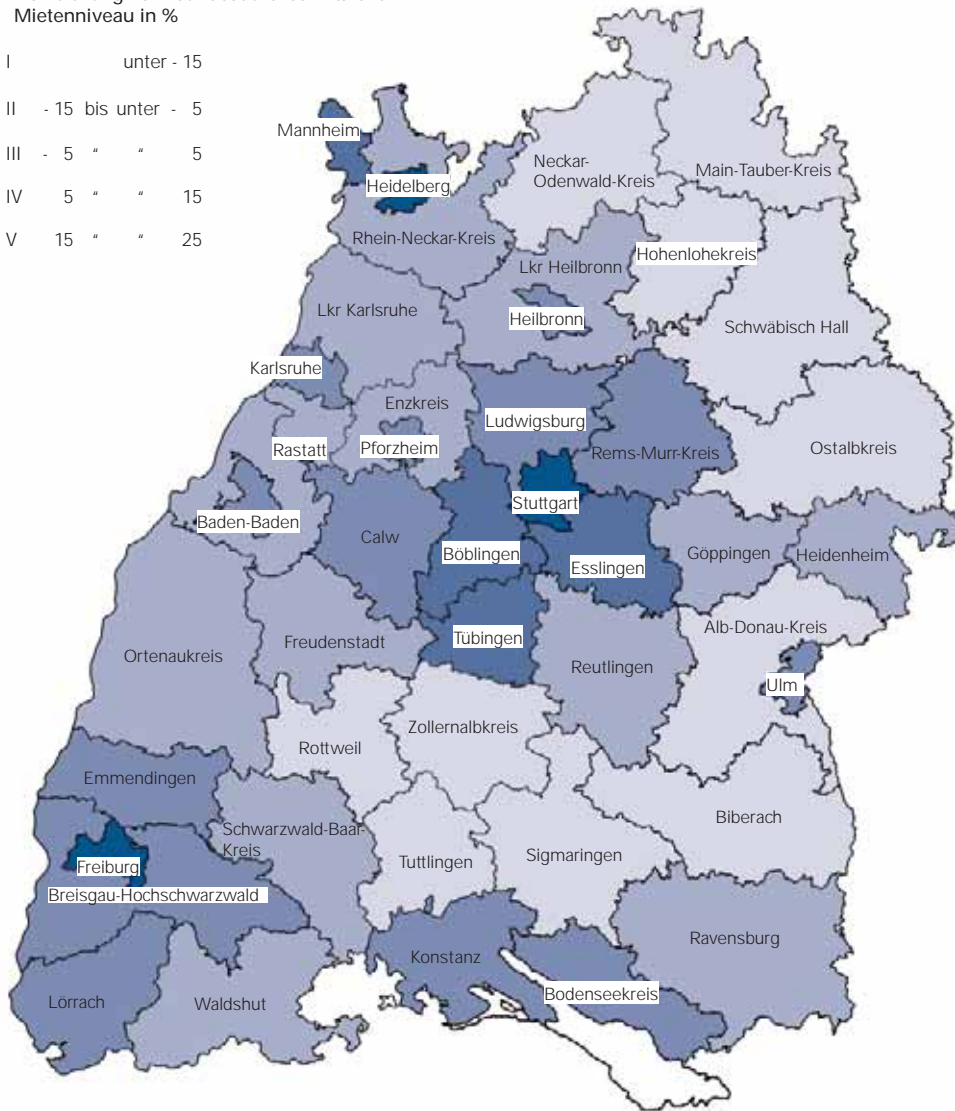 Mietenniveau in %
I unter - 15
II - 15 bis unter - 5
III - 5 “ “ 5
IV 5 “ “ 15
V 15 “ “ 25
Mannheim
Heidelberg
Neckar-
Odenwald-Kreis
Main-Tauber-Kreis
Rhein-Neckar-Kreis
Lkr Heilbronn
Hohenlohekreis
Lkr Karlsruhe
Heilbronn
Schwäbisch Hall
Karlsruhe
Enzkreis
Ludwigsburg
Rastatt
Pforzheim
Rems-Murr-Kreis
Ostalbkreis
Stuttgart
Baden-Baden
Calw
Böblingen
Esslingen
Göppingen
Heidenheim
Alb-Donau-Kreis
Ortenaukreis
Freudenstadt
Tübingen
Reutlingen
Ulm
Rottweil
Zollernalbkreis
Emmendingen
Biberach
Schwarzwald-Baar-
Kreis
Tuttlingen
Sigmaringen
Freiburg
Breisgau-Hochschwarzwald
Ravensburg
Konstanz
Bodenseekreis
Lörrach
Waldshut